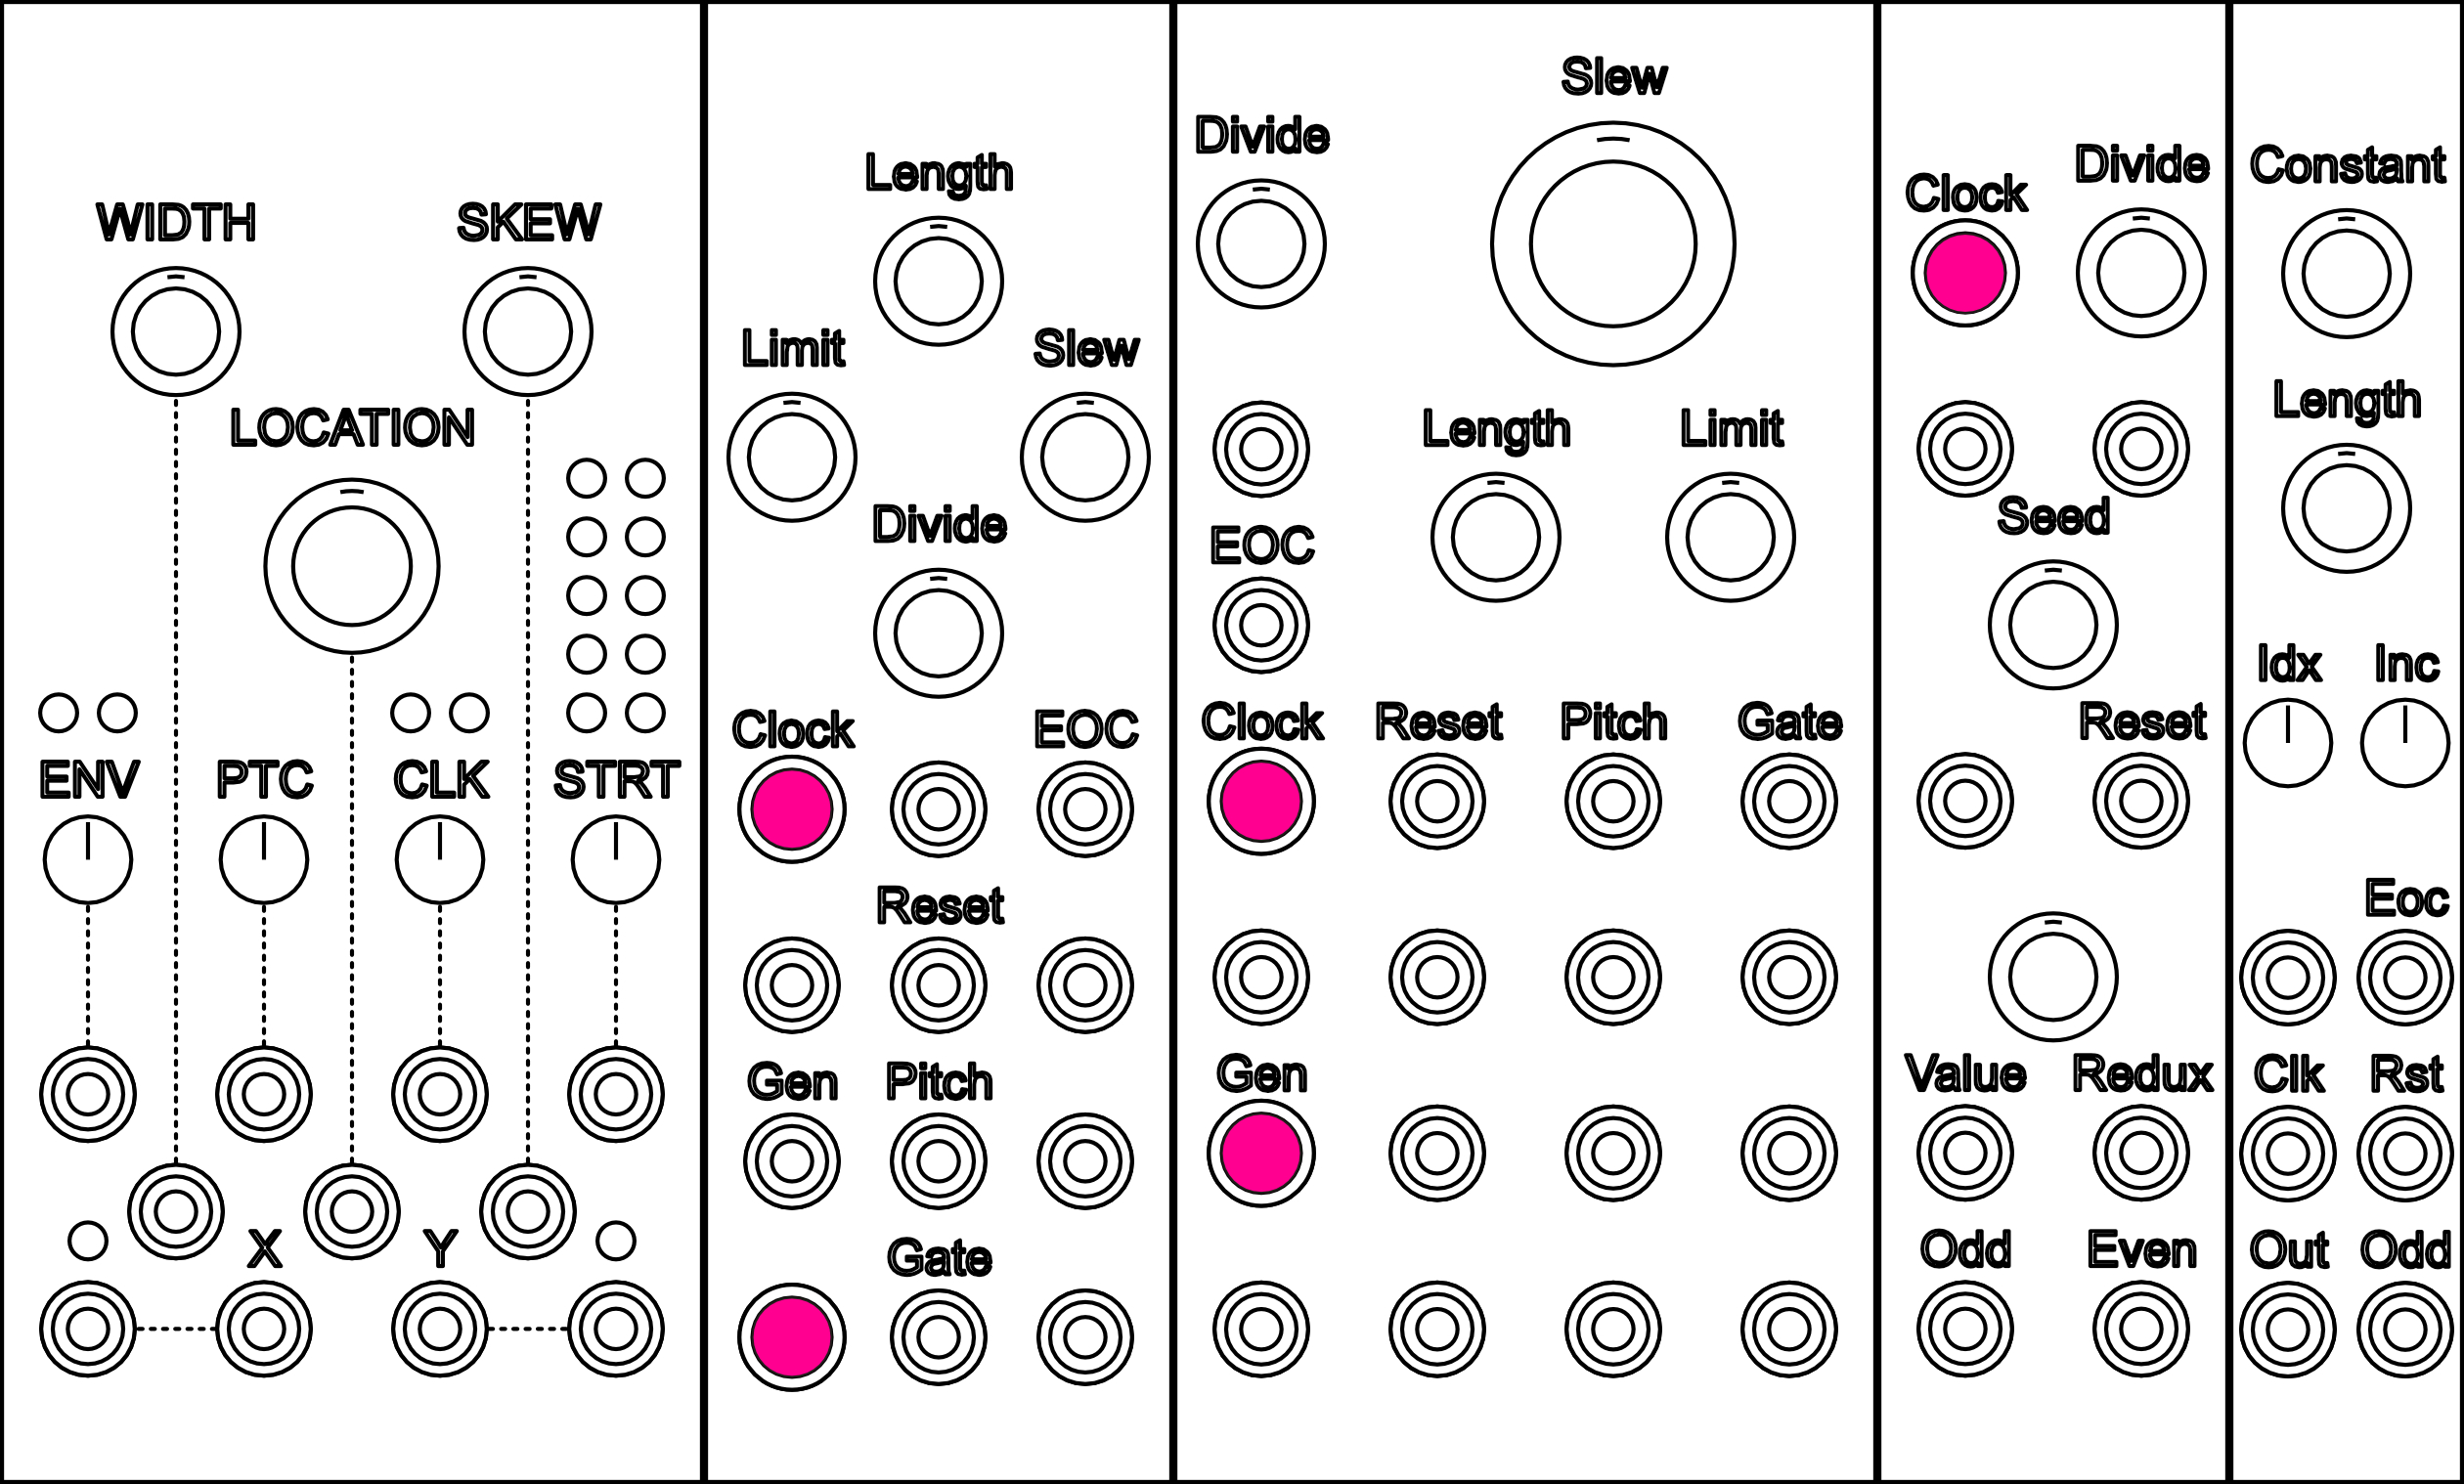 WIDTH SKEW
LOCATION
ENV PTC CLK STRT
X Y
Length
Limit Slew
Divide
Clock EOC
Reset
Gen Pitch
Gate
Slew
Divide
Length Limit
EOC
Clock Reset Pitch Gate
Gen
Clock Divide
Seed
Reset
Value Redux
Odd Even
Constant
Length
Idx Inc
Eoc
Clk Rst
Out Odd